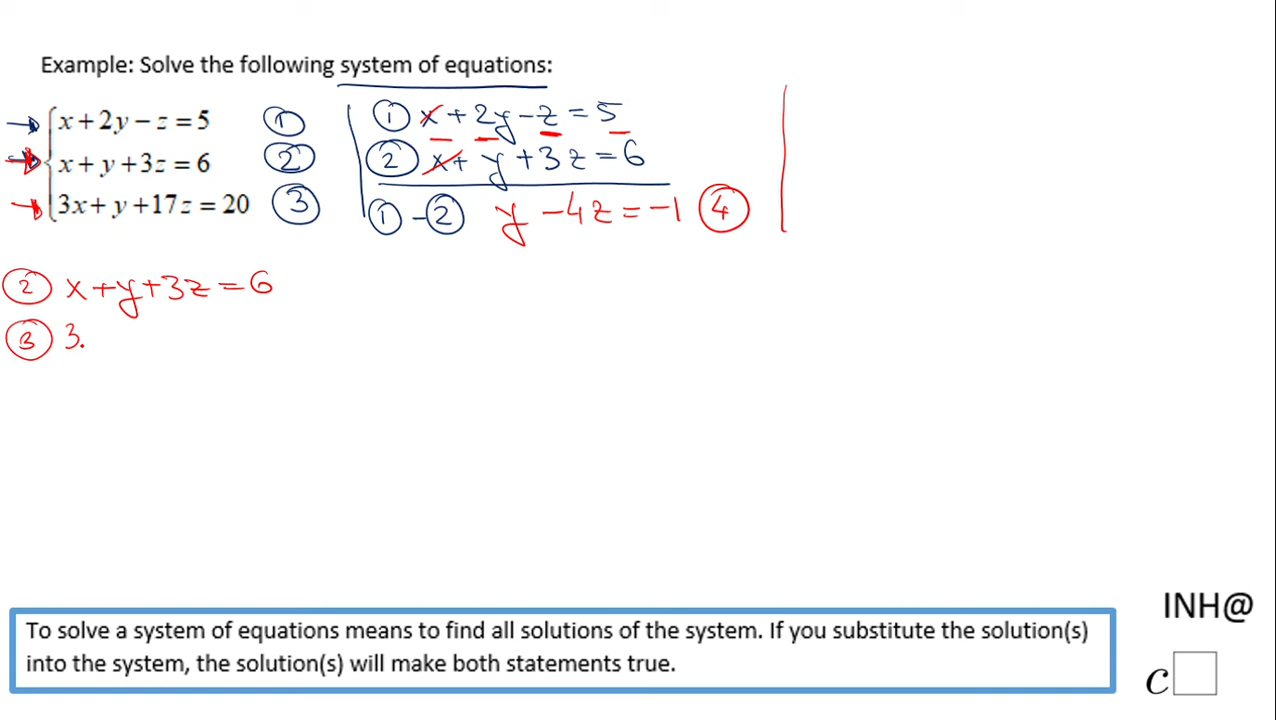 Example: Solve the following system of equations:
x + 2y − z = 5 ①
x + y + 3z = 6 ②
3x + y + 17z = 20 ③
① x + 2y − z = 5
② x + y + 3z = 6
① − ② y − 4z = −1 ④
② x + y + 3z = 6
③ 3.
To solve a system of equations means to find all solutions of the system. If you substitute the solution(s)
into the system, the solution(s) will make both statements true.
INH@
c